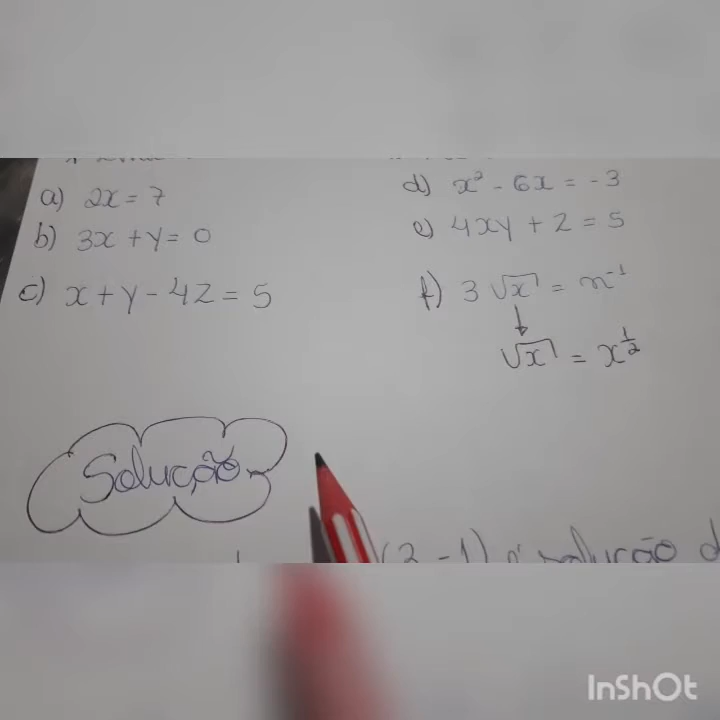 a) 2x = 7
b) 3x + y = 0
c) x + y - 4z = 5
d) x² - 6x = -3
e) 4xy + z = 5
f) 3√x = x⁻¹
↓
√x = x^½
Solução
(2 -1) é solução d
InShOt